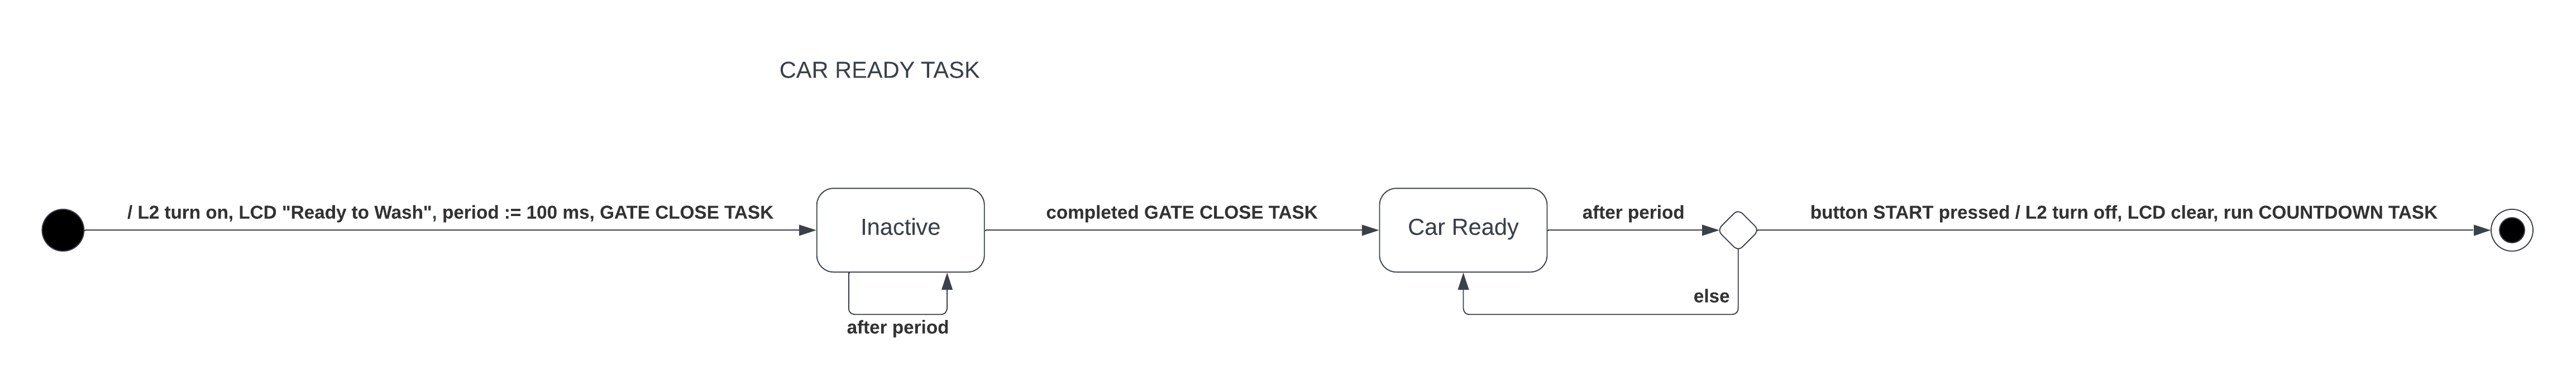 CAR READY TASK
/ L2 turn on, LCD "Ready to Wash", period := 100 ms, GATE CLOSE TASK
Inactive
after period
completed GATE CLOSE TASK
Car Ready
after period
else
button START pressed / L2 turn off, LCD clear, run COUNTDOWN TASK